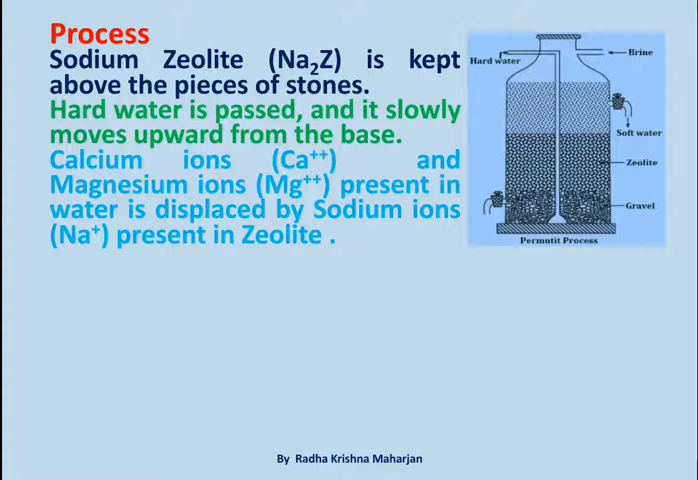 Process
Sodium Zeolite (Na₂Z) is kept
above the pieces of stones.
Hard water is passed, and it slowly
moves upward from the base.
Calcium ions (Ca⁺⁺) and
Magnesium ions (Mg⁺⁺) present in
water is displaced by Sodium ions
(Na⁺) present in Zeolite .
Hard water
Brine
Soft water
Zeolite
Gravel
Permutit Process
By Radha Krishna Maharjan